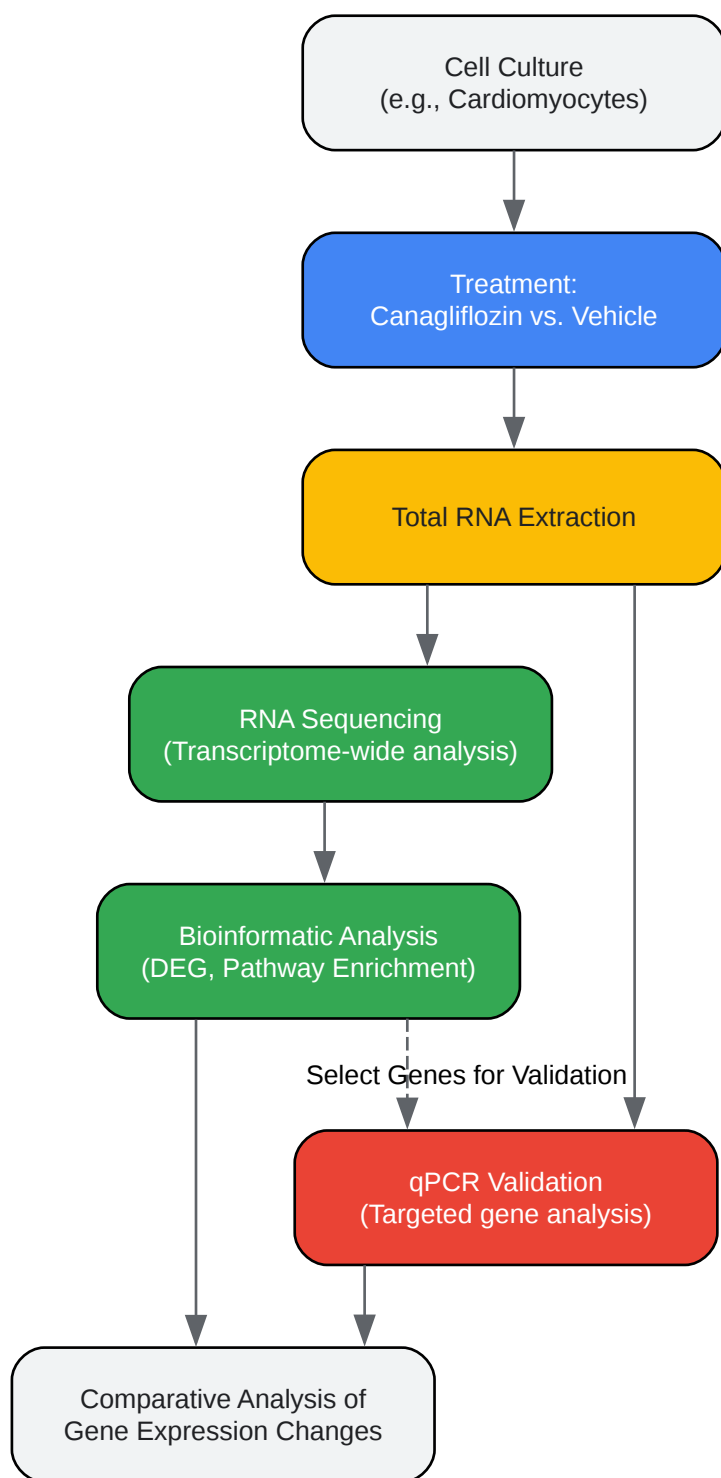 Cell Culture
(e.g., Cardiomyocytes)
Treatment:
Canagliflozin vs. Vehicle
Total RNA Extraction
RNA Sequencing
(Transcriptome-wide analysis)
Bioinformatic Analysis
(DEG, Pathway Enrichment)
Select Genes for Validation
qPCR Validation
(Targeted gene analysis)
Comparative Analysis of
Gene Expression Changes